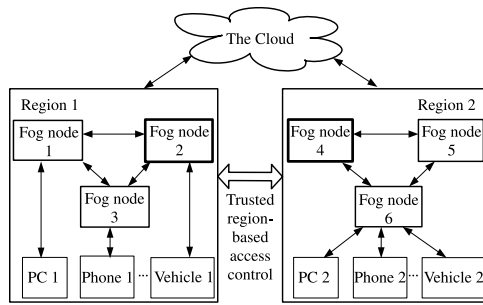 The Cloud
Region 1
Region 2
Fog node
1
Fog node
2
Fog node
3
Fog node
4
Fog node
5
Fog node
6
Trusted
region-
based
access
control
PC 1
Phone 1
...
Vehicle 1
PC 2
Phone 2
...
Vehicle 2